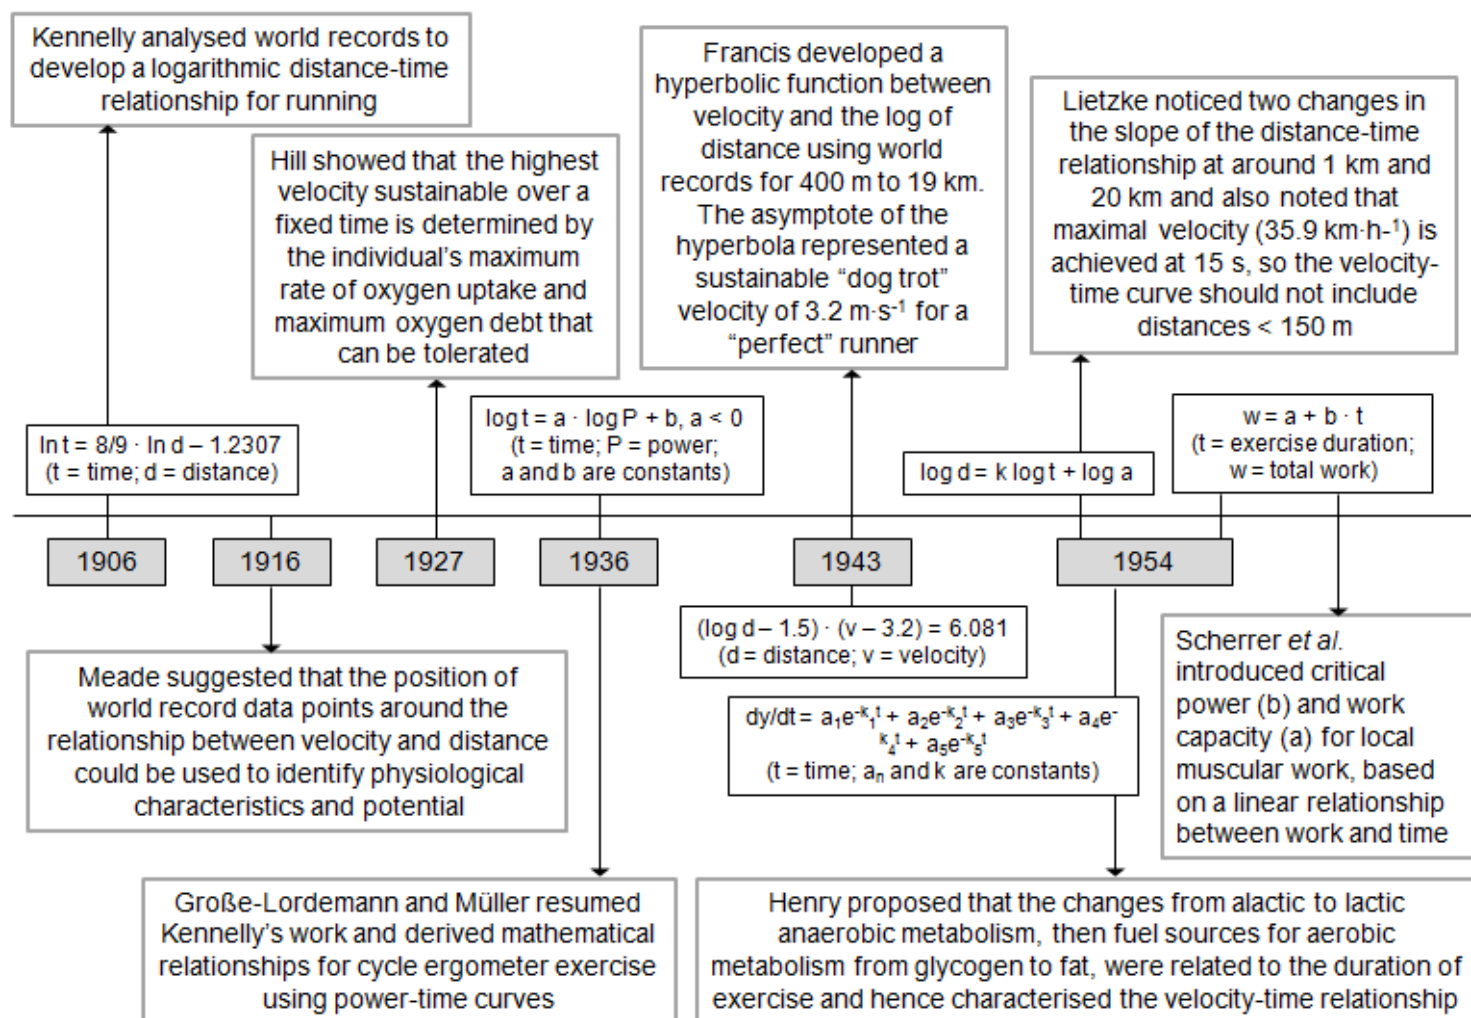 Kennelly analysed world records to
develop a logarithmic distance-time
relationship for running
Hill showed that the highest
velocity sustainable over a
fixed time is determined by
the individual's maximum
rate of oxygen uptake and
maximum oxygen debt that
can be tolerated
Francis developed a
hyperbolic function between
velocity and the log of
distance using world
records for 400 m to 19 km.
The asymptote of the
hyperbola represented a
sustainable “dog trot”
velocity of 3.2 m·s-1 for a
“perfect” runner
Lietzke noticed two changes in
the slope of the distance-time
relationship at around 1 km and
20 km and also noted that
maximal velocity (35.9 km·h-1) is
achieved at 15 s, so the velocity-
time curve should not include
distances < 150 m
ln t = 8/9 · ln d – 1.2307
(t = time; d = distance)
log t = a · log P + b, a < 0
(t = time; P = power;
a and b are constants)
log d = k log t + log a
w = a + b · t
(t = exercise duration;
w = total work)
1906
1916
1927
1936
1943
1954
(log d – 1.5) · (v – 3.2) = 6.081
(d = distance; v = velocity)
dy/dt = a1e-k1t + a2e-k2t + a3e-k3t + a4e-
k4t + a5e-k5t
(t = time; an and k are constants)
Meade suggested that the position of
world record data points around the
relationship between velocity and distance
could be used to identify physiological
characteristics and potential
Scherrer et al.
introduced critical
power (b) and work
capacity (a) for local
muscular work, based
on a linear relationship
between work and time
Große-Lordemann and Müller resumed
Kennelly's work and derived mathematical
relationships for cycle ergometer exercise
using power-time curves
Henry proposed that the changes from alactic to lactic
anaerobic metabolism, then fuel sources for aerobic
metabolism from glycogen to fat, were related to the duration of
exercise and hence characterised the velocity-time relationship